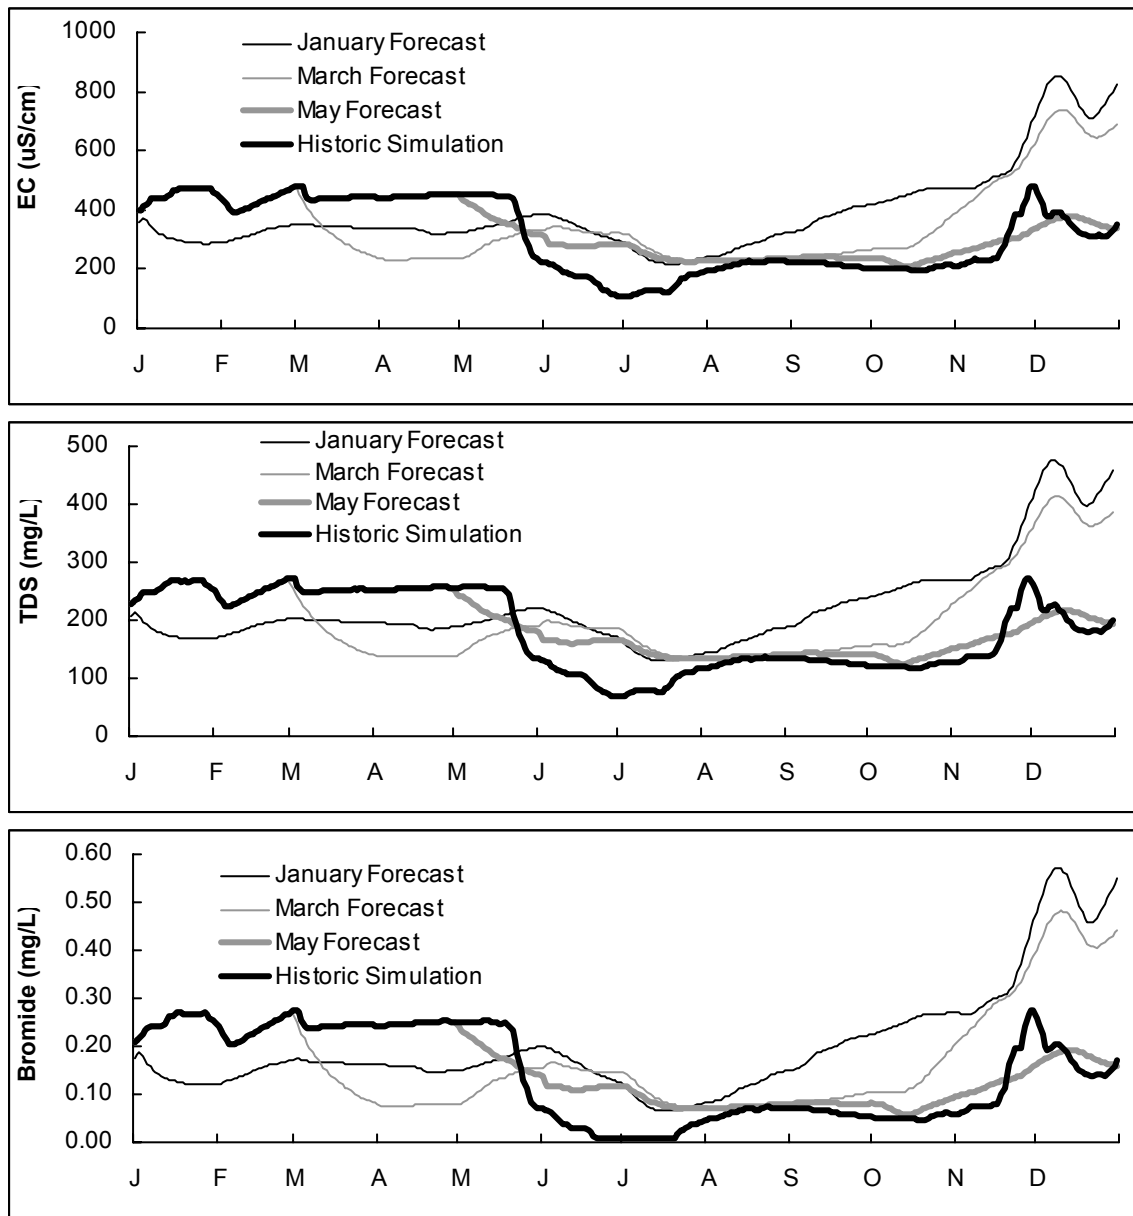 1000
January Forecast
March Forecast
800
May Forecast
Historic Simulation
600
EC (uS/cm)
400
200
0
J F M A M J J A S O N D
500
January Forecast
March Forecast
400
May Forecast
Historic Simulation
300
TDS (mg/L)
200
100
0
J F M A M J J A S O N D
0.60
January Forecast
0.50
March Forecast
0.40
May Forecast
Historic Simulation
0.30
Bromide (mg/L)
0.20
0.10
0.00
J F M A M J J A S O N D